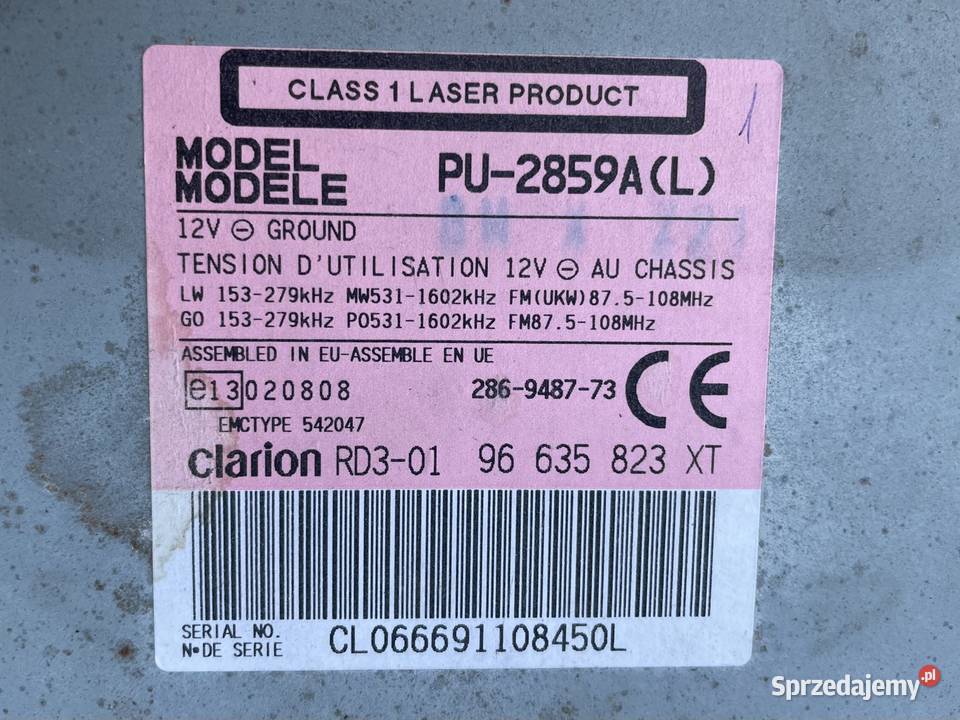 CLASS 1 LASER PRODUCT
MODEL
MODELE
PU-2859A(L)
12V ⊖ GROUND
TENSION D'UTILISATION 12V ⊖ AU CHASSIS
LW 153-279kHz MW531-1602kHz FM(UKW)87.5-108MHz
GO 153-279kHz PO531-1602kHz FM87.5-108MHz
ASSEMBLED IN EU-ASSEMBLE EN UE
e13 020808
286-9487-73
CE
EMCTYPE 542047
clarion RD3-01 96 635 823 XT
SERIAL NO.
N•DE SERIE
CL066691108450L
Sprzedajemy.pl